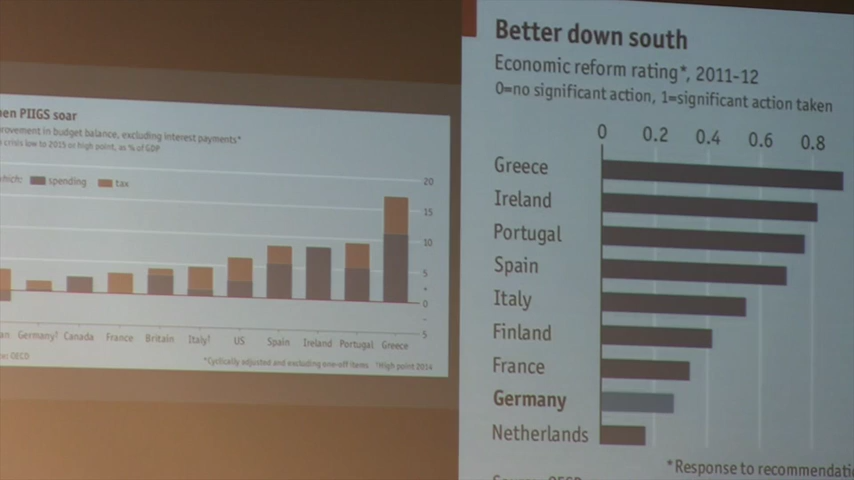 PIIGS soar
in budget balance, excluding interest payments*
crisis low to 2015 or high point, as % of GDP
spending tax
20
15
10
5
+
0
–
5
Germany† Canada France Britain Italy† US Spain Ireland Portugal Greece
OECD
*Cyclically adjusted and excluding one-off items †High point 2014
Better down south
Economic reform rating*, 2011-12
0=no significant action, 1=significant action taken
0 0.2 0.4 0.6 0.8
Greece
Ireland
Portugal
Spain
Italy
Finland
France
Germany
Netherlands
*Response to